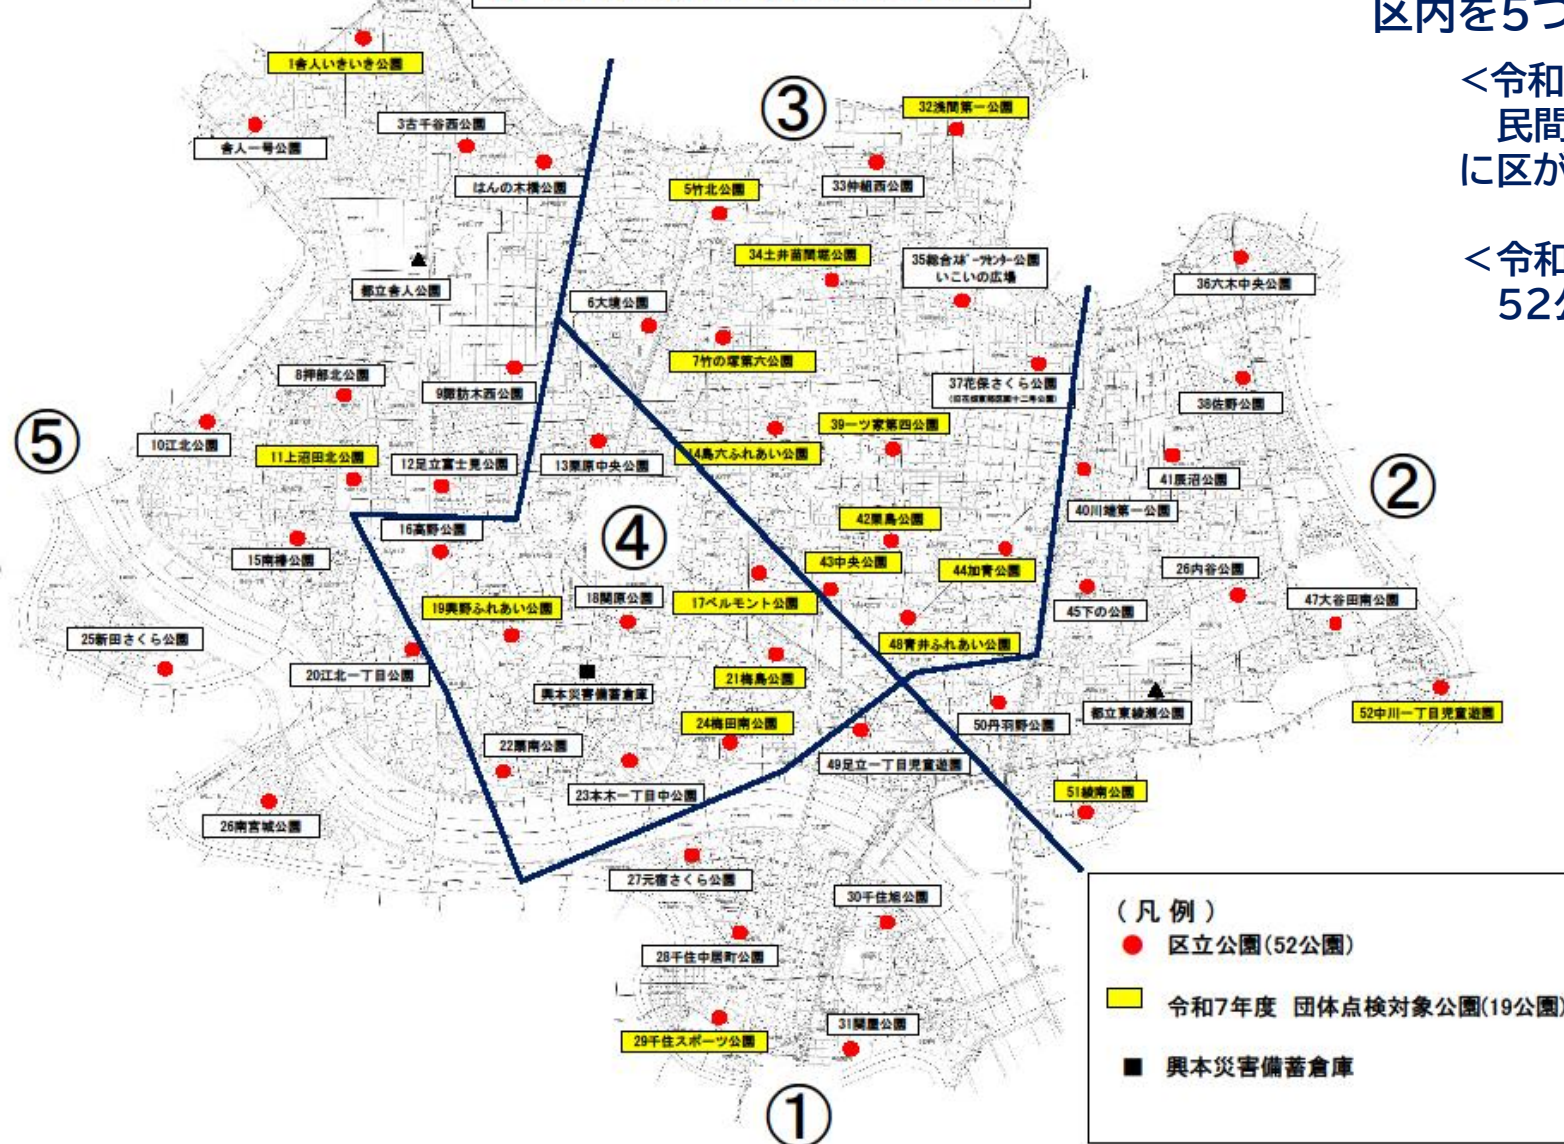 区内を5つ
<令和
民間
に区が
<令和
52公
1舎人いきいき公園
舎人一号公園
3古千谷西公園
はんの木橋公園
都立舎人公園
③
32浅間第一公園
33仲組西公園
5竹北公園
34土井苗間堀公園
35総合スポーツセンター公園
いこいの広場
36六木中央公園
6大境公園
7竹の塚第六公園
37花保さくら公園
38佐野公園
8押部北公園
9諏訪木西公園
⑤
10江北公園
11上沼田北公園
12足立富士見公園
13栗原中央公園
14島六ふれあい公園
39一ツ家第四公園
41辰沼公園
②
40川端第一公園
16高野公園
④
42栗島公園
15南椿公園
43中央公園
44加青公園
26内谷公園
18関原公園
17ベルモント公園
45下の公園
47大谷田南公園
19興野ふれあい公園
25新田さくら公園
48青井ふれあい公園
20江北一丁目公園
興本災害備蓄倉庫
21梅島公園
24梅田南公園
50丹羽野公園
都立東綾瀬公園
52中川一丁目児童遊園
22栗南公園
49足立一丁目児童遊園
23本木一丁目中公園
51綾南公園
26南宮城公園
27元宿さくら公園
30千住旭公園
28千住中居町公園
29千住スポーツ公園
31関屋公園
①
(凡例)
区立公園(52公園)
令和7年度 団体点検対象公園(19公園)
興本災害備蓄倉庫